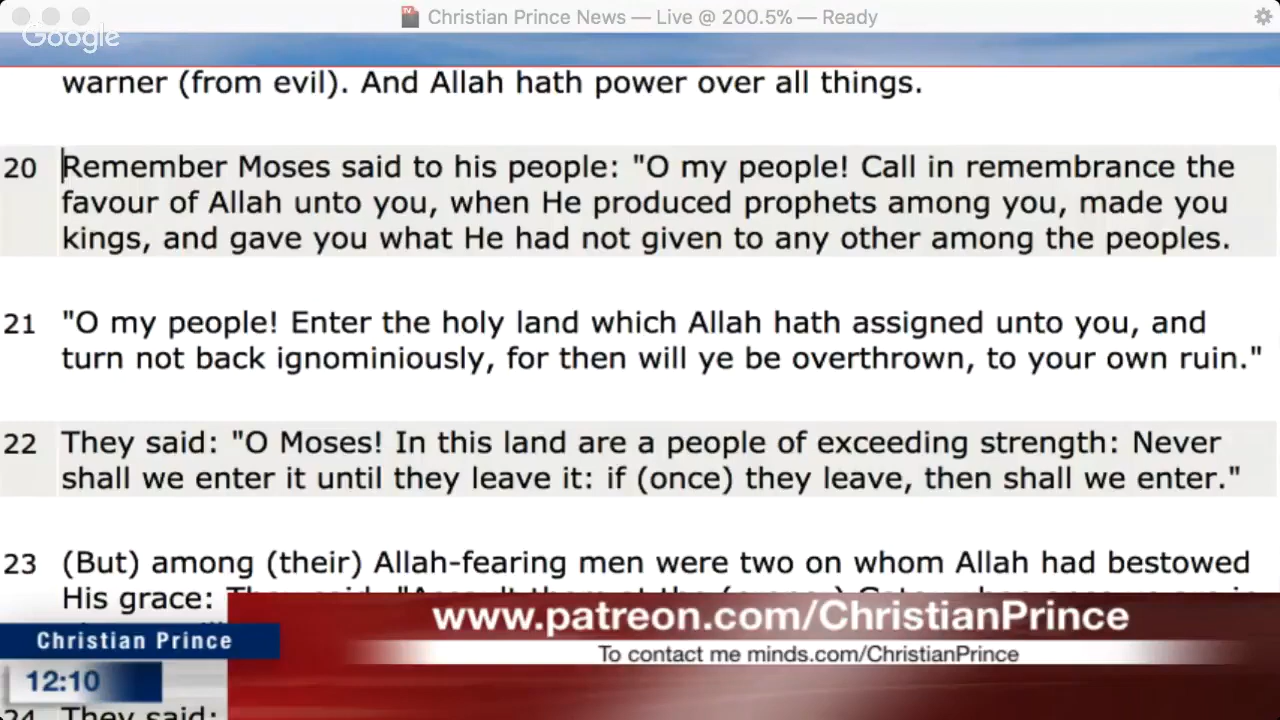 Christian Prince News — Live @ 200.5% — Ready
Google
warner (from evil). And Allah hath power over all things.
20 Remember Moses said to his people: "O my people! Call in remembrance the
favour of Allah unto you, when He produced prophets among you, made you
kings, and gave you what He had not given to any other among the peoples.
21 "O my people! Enter the holy land which Allah hath assigned unto you, and
turn not back ignominiously, for then will ye be overthrown, to your own ruin."
22 They said: "O Moses! In this land are a people of exceeding strength: Never
shall we enter it until they leave it: if (once) they leave, then shall we enter."
23 (But) among (their) Allah-fearing men were two on whom Allah had bestowed
His grace: They said:
www.patreon.com/ChristianPrince
To contact me minds.com/ChristianPrince
Christian Prince
12:10
24 They said: